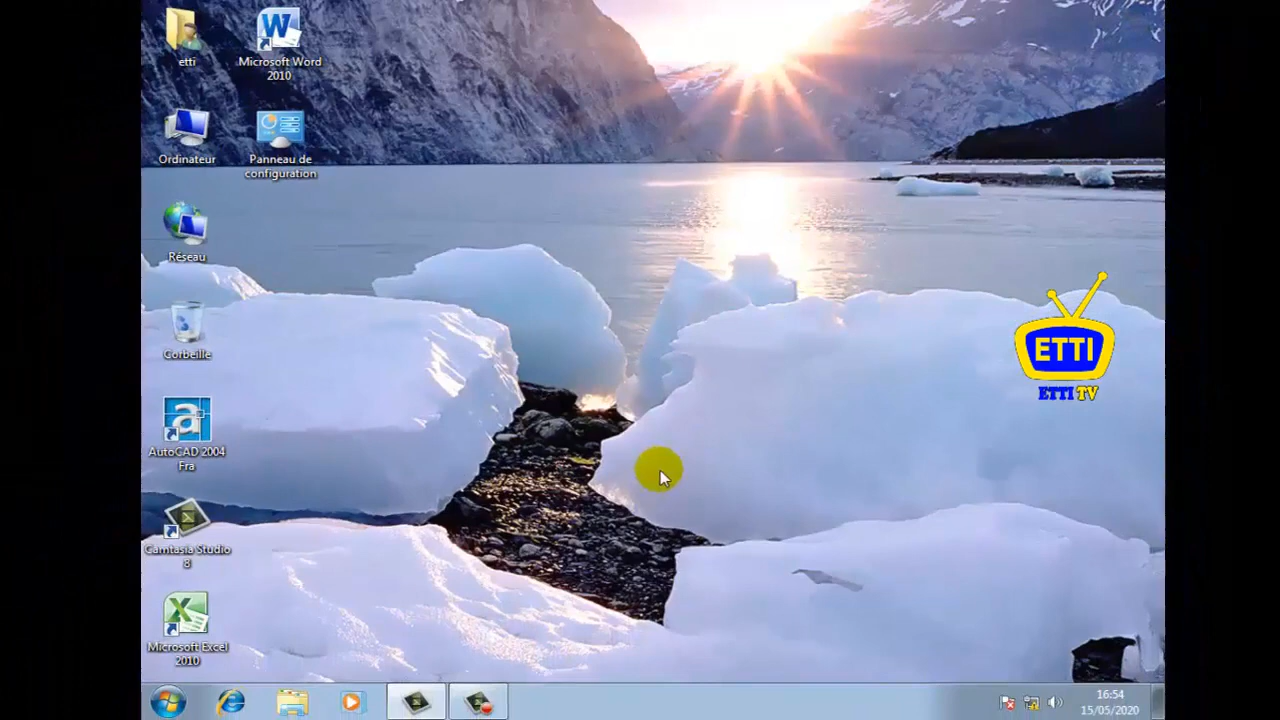 etti
Microsoft Word
2010
Ordinateur
Panneau de
configuration
Réseau
Corbeille
AutoCAD 2004
Fra
Camtasia Studio
8
Microsoft Excel
2010
ETTI
ETTI TV
16:54
15/05/2020